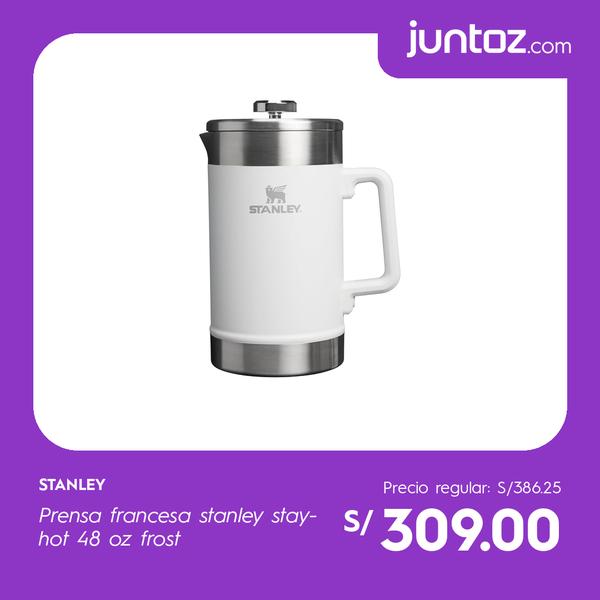 juntoz.com
STANLEY
STANLEY
Prensa francesa stanley stay-
hot 48 oz frost
Precio regular: S/386.25
S/309.00